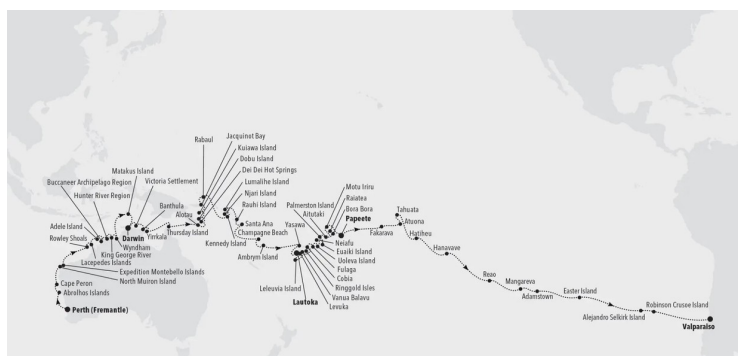 Jacquinot Bay
Rabaul
Kuiawa Island
Dobu Island
Matakus Island
Dei Dei Hot Springs
Buccaneer Archipelago Region
Victoria Settlement
Lumalihe Island
Motu Iriru
Hunter River Region
Njari Island
Raiatea
Banthula
Rauhi Island
Palmerston Island
Bora Bora
Tahuata
Adele Island
Alotau
Aitutaki
Papeete
Santa Ana
Atuona
Rowley Shoals
Darwin
Yirrkala
Thursday Island
Champagne Beach
Yasawa
Fakarava
Hatiheu
Wyndham
Kennedy Island
Neiafu
Lacepedes Islands
King George River
Ambrym Island
Euaiki Island
Hanavave
Uoleva Island
Expedition Montebello Islands
Fulaga
North Muiron Island
Cobia
Reao
Cape Peron
Leleuvia Island
Ringgold Isles
Mangareva
Abrolhos Islands
Vanua Balavu
Adamstown
Easter Island
Lautoka
Levuka
Robinson Crusoe Island
Perth (Fremantle)
Alejandro Selkirk Island
Valparaiso